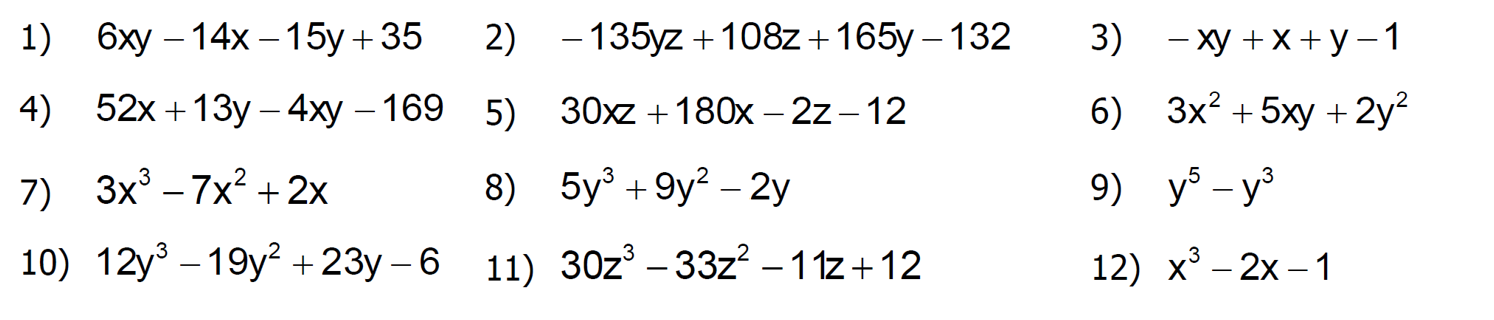 1) 6xy − 14x − 15y + 35 2) −135yz + 108z + 165y − 132 3) −xy + x + y − 1
4) 52x + 13y − 4xy − 169 5) 30xz + 180x − 2z − 12 6) 3x² + 5xy + 2y²
7) 3x³ − 7x² + 2x 8) 5y³ + 9y² − 2y 9) y⁵ − y³
10) 12y³ − 19y² + 23y − 6 11) 30z³ − 33z² − 11z + 12 12) x³ − 2x − 1